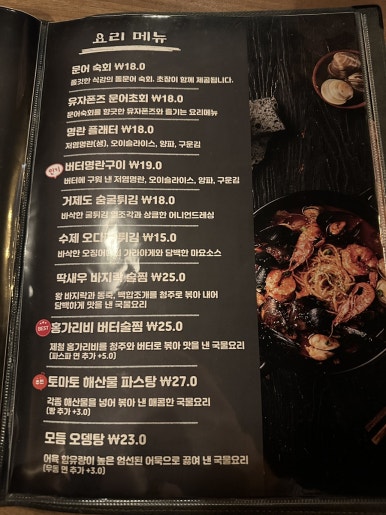 요리 메뉴
문어 숙회 ₩18.0
쫄깃한 식감의 돌문어 숙회, 초장이 함께 제공됩니다.
유자폰즈 문어초회 ₩18.0
문어숙회를 향긋한 유자폰즈와 즐기는 요리메뉴
명란 플래터 ₩18.0
저염명란(생), 오이슬라이스, 양파, 구운김
인기
버터명란구이 ₩19.0
버터에 구워 낸 저염명란, 오이슬라이스, 양파, 구운김
거제도 숭굴튀김 ₩18.0
바삭한 굴튀김 조각과 상큼한 어니언드레싱
수제 오디 튀김 ₩15.0
바삭한 오징어 가라아게와 담백한 마요소스
딱새우 바지락 술찜 ₩25.0
왕 바지락과 동죽, 백합조개를 청주로 볶아 내어
담백하게 맛을 낸 국물요리
BEST
홍가리비 버터술찜 ₩25.0
제철 홍가리비를 청주와 버터로 볶아 맛을 낸 국물요리
(파스파 면 추가 +5.0)
추천
토마토 해산물 파스탕 ₩27.0
각종 해산물을 넣어 볶아 낸 매콤한 국물요리
(빵 추가 +3.0)
모듬 오뎅탕 ₩23.0
어육 함유량이 높은 엄선된 어묵으로 끓여 낸 국물요리
(우동 면 추가 +3.0)